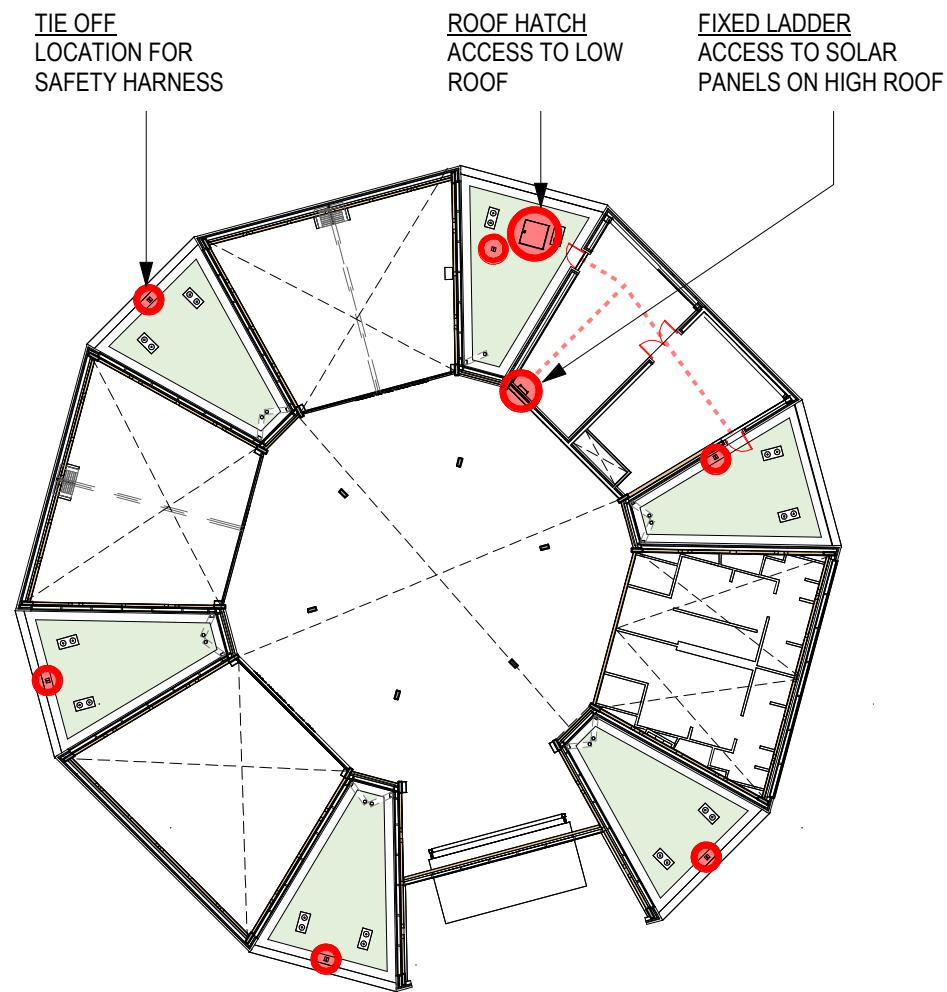 TIE OFF
LOCATION FOR
SAFETY HARNESS
ROOF HATCH
ACCESS TO LOW
ROOF
FIXED LADDER
ACCESS TO SOLAR
PANELS ON HIGH ROOF